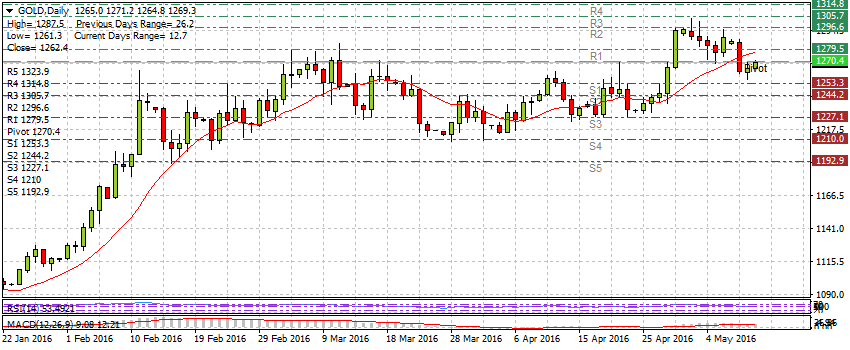 GOLD,Daily 1265.0 1271.2 1264.8 1269.3
High= 1287.5 Previous Days Range= 26.2
Low= 1261.3 Current Days Range= 12.7
Close= 1262.4
R5 1323.9
R4 1314.8
R3 1305.7
R2 1296.6
R1 1279.5
Pivot 1270.4
S1 1253.3
S2 1244.2
S3 1227.1
S4 1210
S5 1192.9
R4
R3
R2
R1
Pivot
S1
S3
S4
S5
1314.8
1305.7
1296.2
1279.5
1270.4
1253.3
1244.2
1227.1
1217.5
1210.0
1192.9
1166.5
1141.0
1115.5
1090.0
RSI(14) 53.4921
MACD(12,26,9) 9.08 12.21
22 Jan 2016
1 Feb 2016
10 Feb 2016
19 Feb 2016
29 Feb 2016
9 Mar 2016
18 Mar 2016
28 Mar 2016
6 Apr 2016
15 Apr 2016
25 Apr 2016
4 May 2016